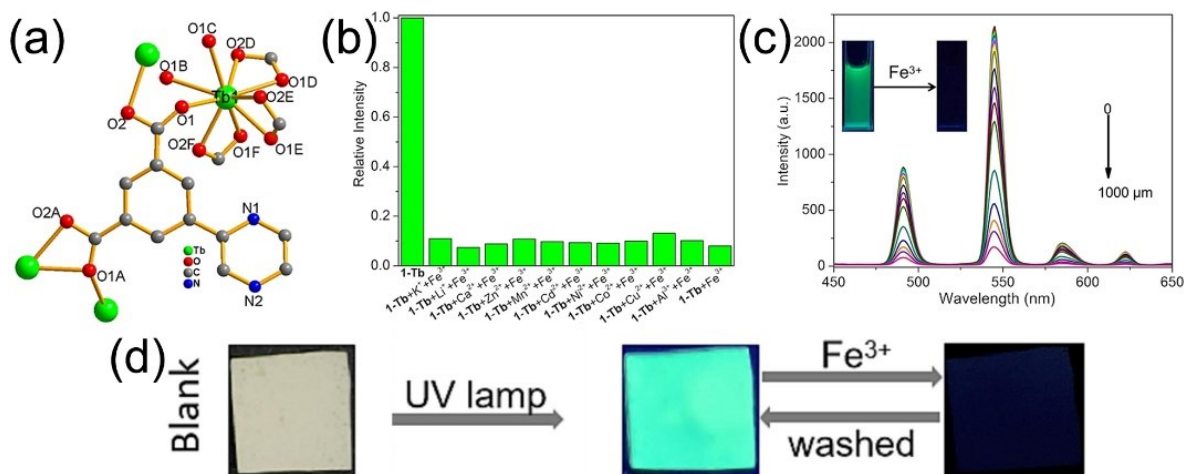 (a)
O1C
O2D
O1B
O1D
Tb1
O2E
O2
O1
O2F
O1F
O1E
O2A
N1
O1A
N2
Tb
O
C
N
(b)
Relative Intensity
1.0
0.8
0.6
0.4
0.2
0.0
1-Tb
1-Tb+K⁺+Fe³⁺
1-Tb+Li⁺+Fe³⁺
1-Tb+Ca²⁺+Fe³⁺
1-Tb+Zn²⁺+Fe³⁺
1-Tb+Mn²⁺+Fe³⁺
1-Tb+Cd²⁺+Fe³⁺
1-Tb+Ni²⁺+Fe³⁺
1-Tb+Co²⁺+Fe³⁺
1-Tb+Cu²⁺+Fe³⁺
1-Tb+Al³⁺+Fe³⁺
1-Tb+Fe³⁺
(c)
Intensity (a.u.)
2000
1500
1000
500
0
Fe³⁺
0
1000 μm
450 500 550 600 650
Wavelength (nm)
(d)
Blank
UV lamp
Fe³⁺
washed